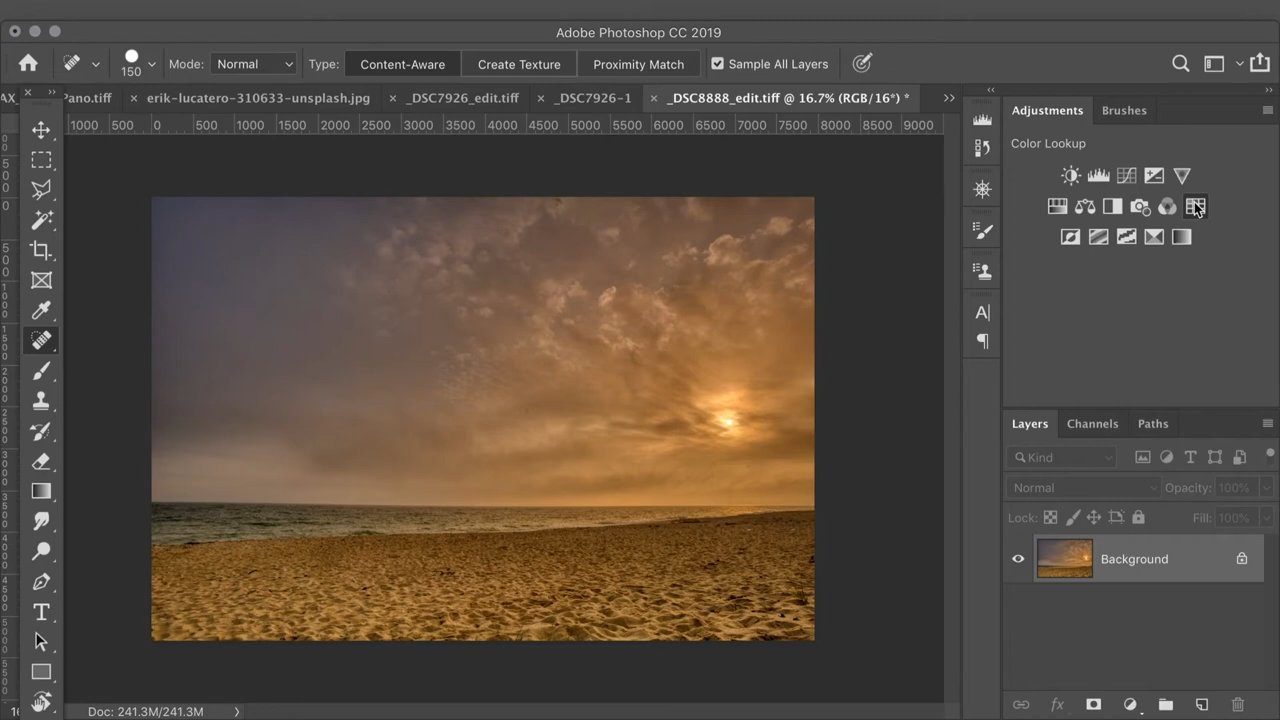 Adobe Photoshop CC 2019
150 Mode: Normal Type: Content-Aware Create Texture Proximity Match Sample All Layers
Pano.tiff erik-lucatero-310633-unsplash.jpg _DSC7926_edit.tiff _DSC7926-1 _DSC8888_edit.tiff @ 16.7% (RGB/16*) *
1000 500 0 500 1000 1500 2000 2500 3000 3500 4000 4500 5000 5500 6000 6500 7000 7500 8000 8500 9000
Adjustments Brushes
Color Lookup
Layers Channels Paths
Kind
Normal Opacity: 100%
Lock: Fill: 100%
Background
fx
Doc: 241.3M/241.3M